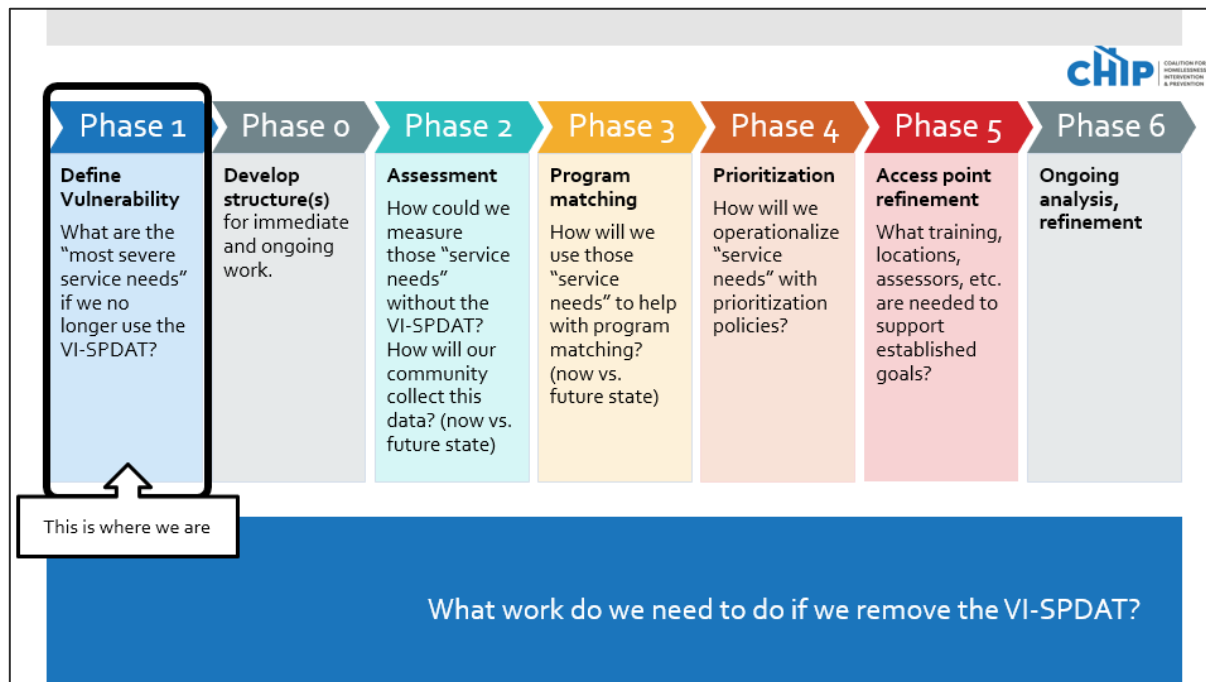 CHIP
COALITION FOR
HOMELESSNESS
INTERVENTION
& PREVENTION
Phase 1
Define
Vulnerability
What are the
“most severe
service needs”
if we no
longer use the
VI-SPDAT?
Phase 0
Develop
structure(s)
for immediate
and ongoing
work.
Phase 2
Assessment
How could we
measure
those “service
needs”
without the
VI-SPDAT?
How will our
community
collect this
data? (now vs.
future state)
Phase 3
Program
matching
How will we
use those
“service
needs” to help
with program
matching?
(now vs.
future state)
Phase 4
Prioritization
How will we
operationalize
“service
needs” with
prioritization
policies?
Phase 5
Access point
refinement
What training,
locations,
assessors, etc.
are needed to
support
established
goals?
Phase 6
Ongoing
analysis,
refinement
This is where we are
What work do we need to do if we remove the VI-SPDAT?